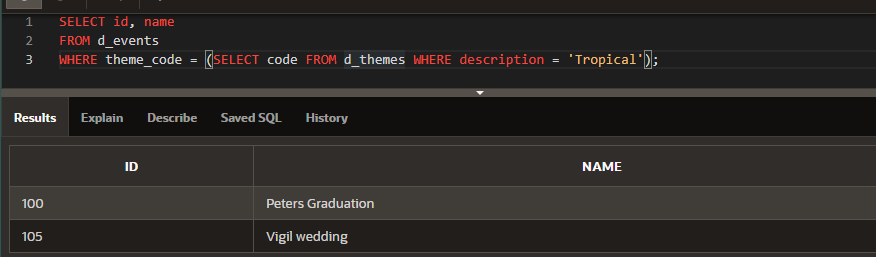 1 SELECT id, name
2 FROM d_events
3 WHERE theme_code = (SELECT code FROM d_themes WHERE description = 'Tropical');
Results Explain Describe Saved SQL History
ID NAME
100 Peters Graduation
105 Vigil wedding